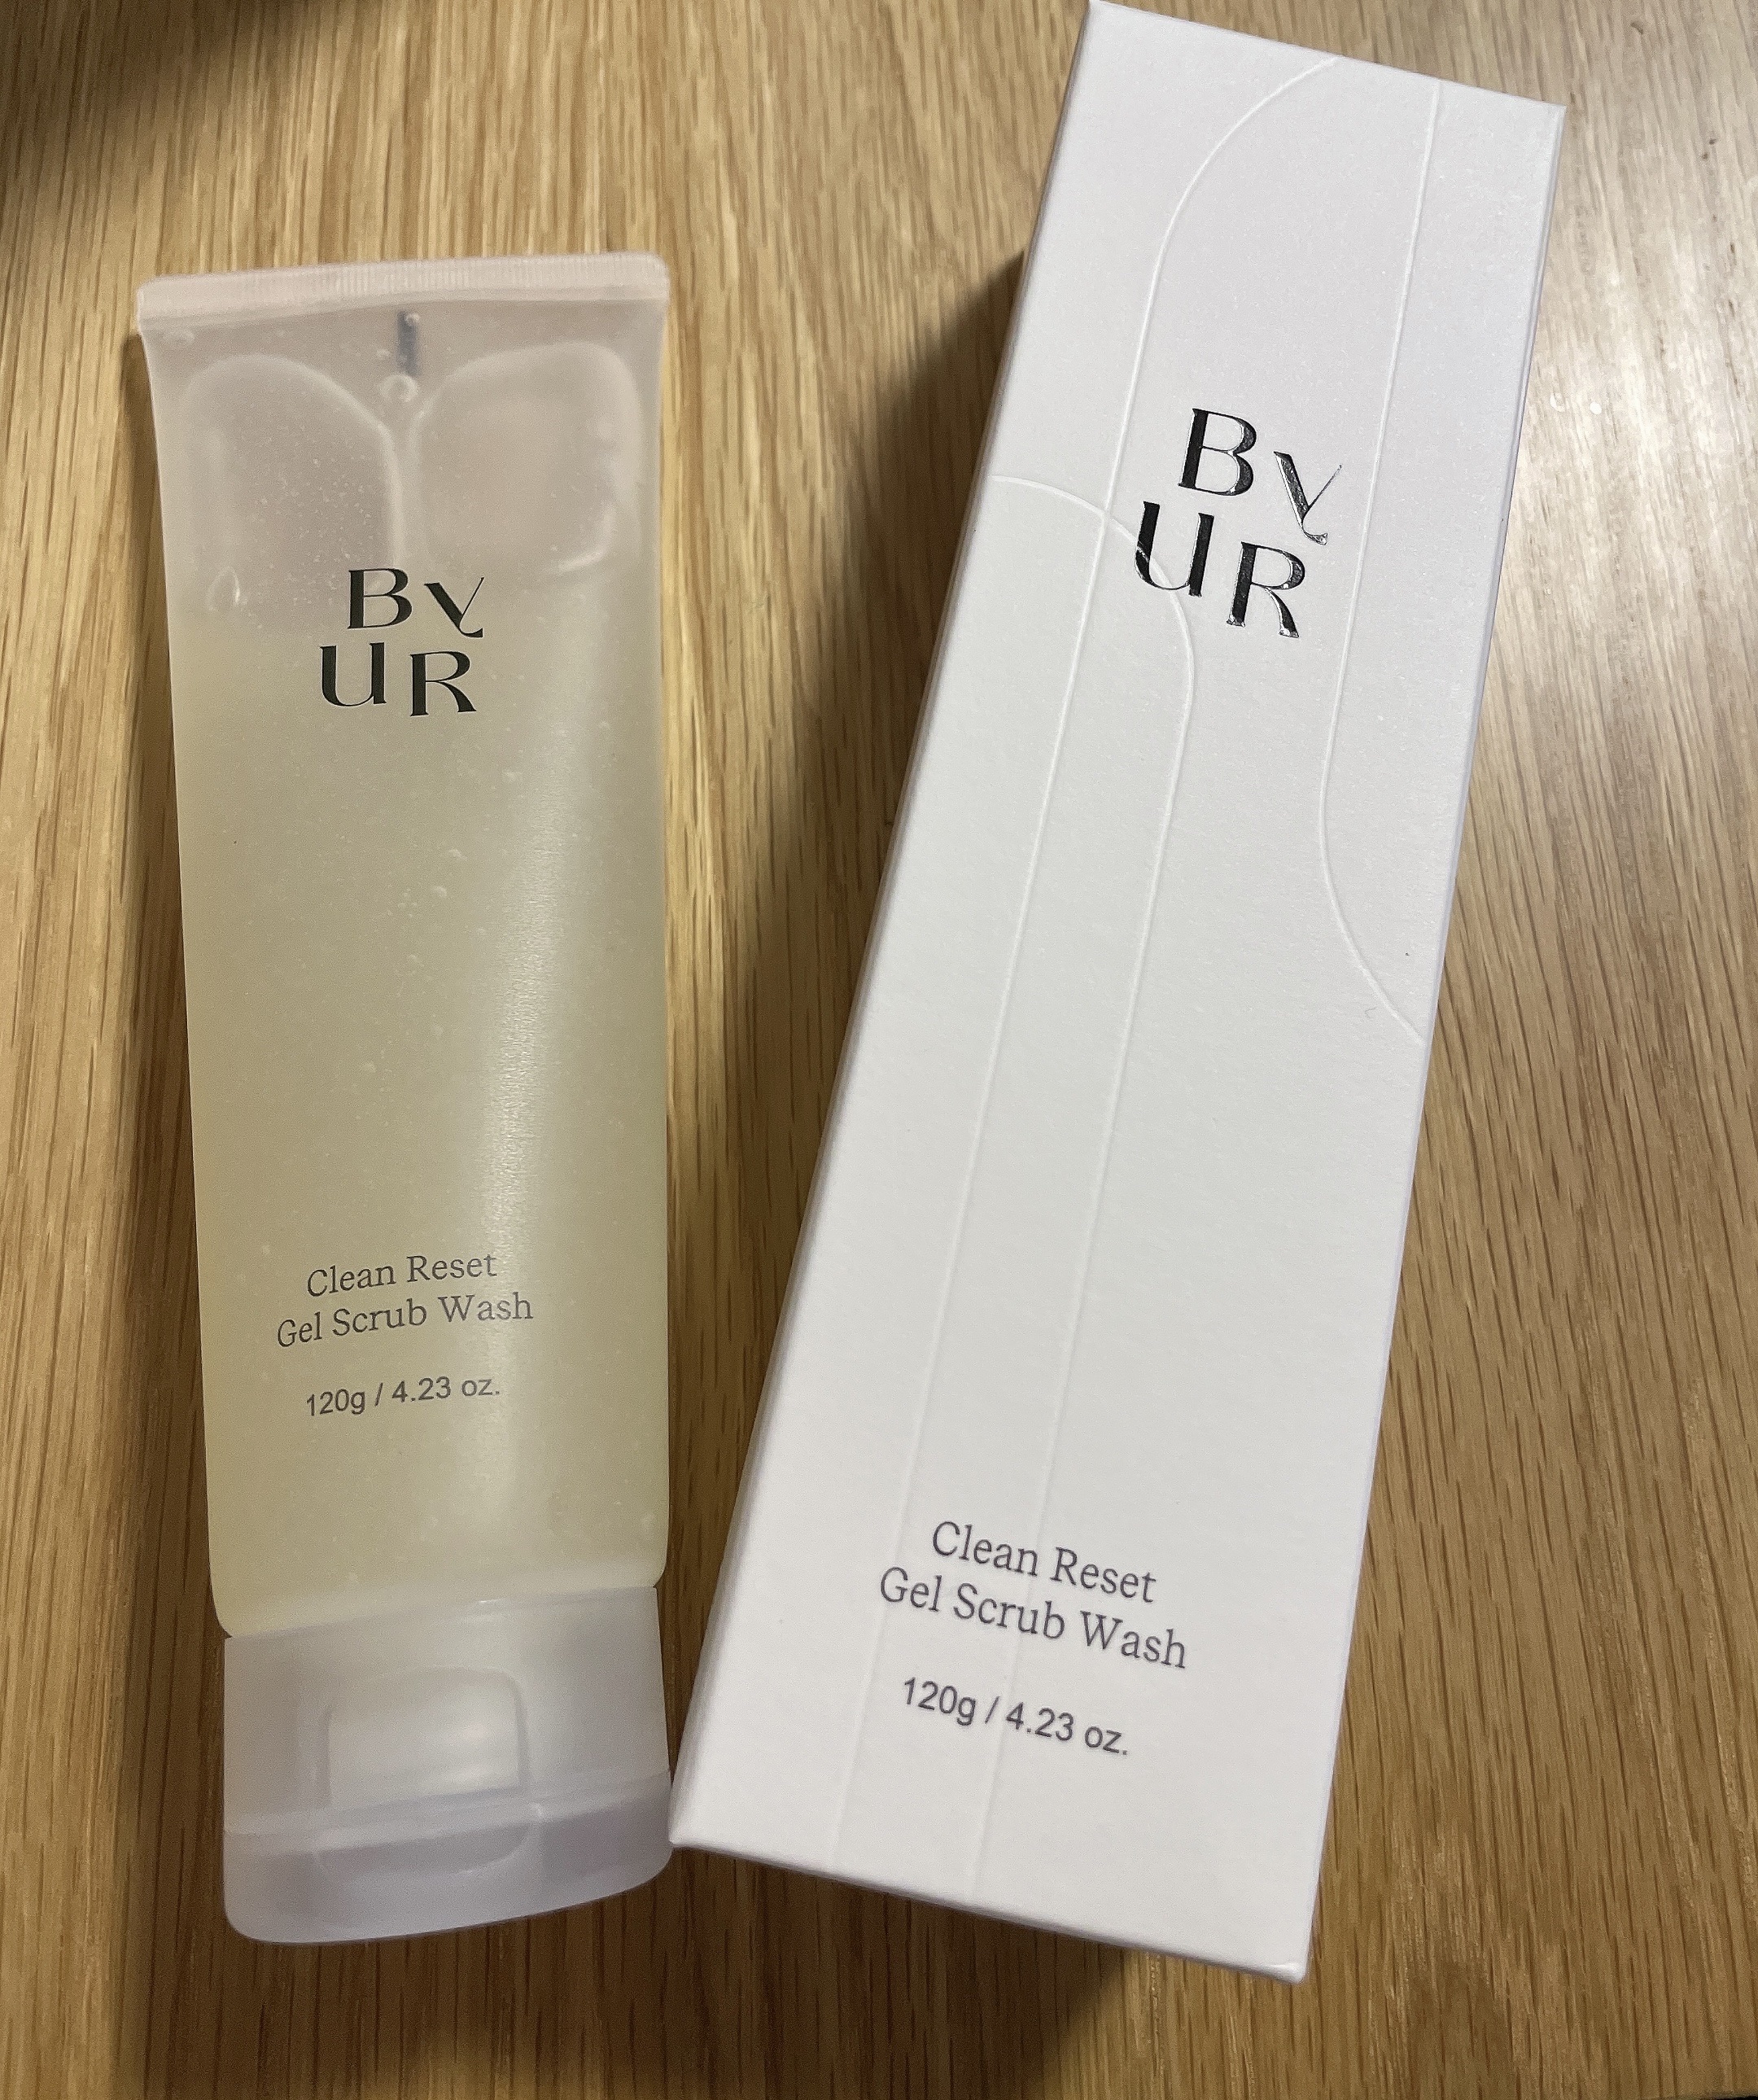 By
UR
Clean Reset
Gel Scrub Wash
120g / 4.23 oz.
By
UR
Clean Reset
Gel Scrub Wash
120g / 4.23 oz.